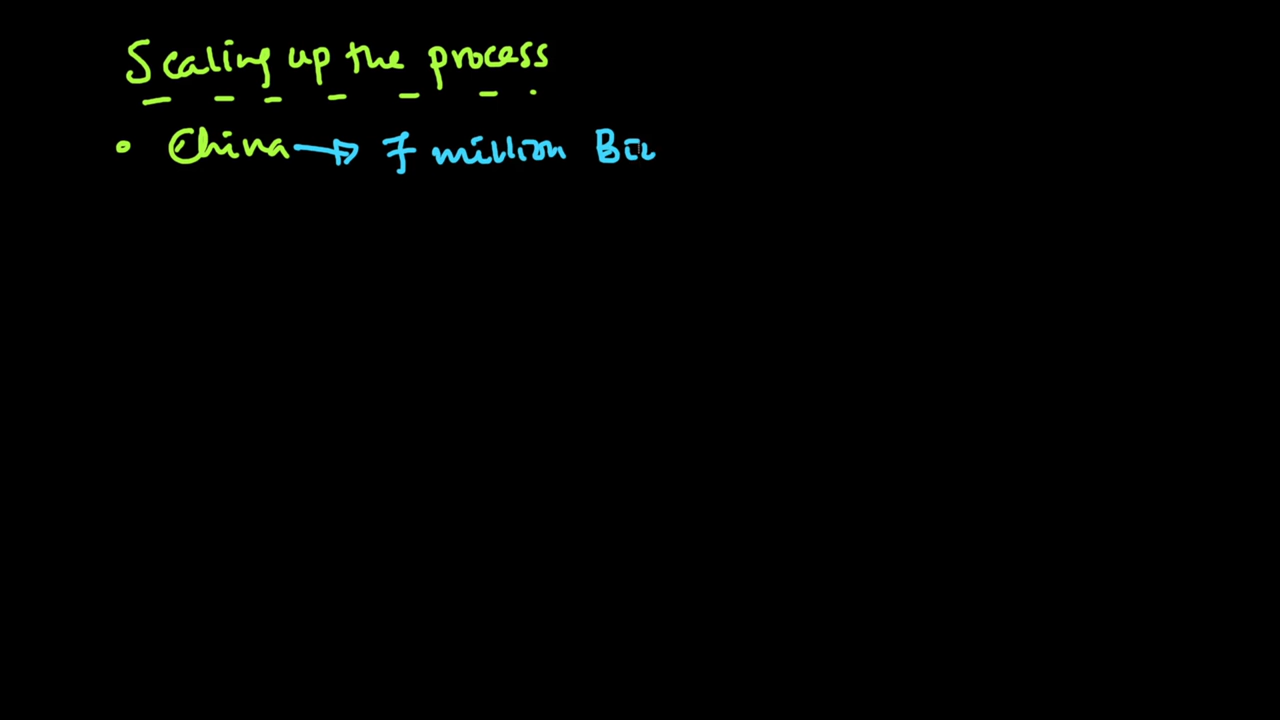 Scaling up the process
• China → 7 million